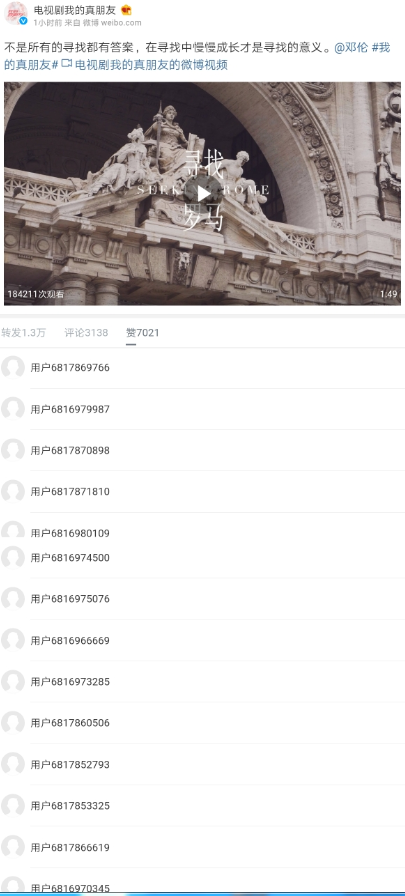 电视剧我的真朋友
1小时前 来自 微博 weibo.com
不是所有的寻找都有答案，在寻找中慢慢成长才是寻找的意义。@邓伦 #我
的真朋友# 电视剧我的真朋友的微博视频
寻找
SEEK ROME
罗马
184211次观看
1:49
转发1.3万 评论3138 赞7021
用户6817869766
用户6816979987
用户6817870898
用户6817871810
用户6816980109
用户6816974500
用户6816975076
用户6816966669
用户6816973285
用户6817860506
用户6817852793
用户6817853325
用户6817866619
用户6816970345